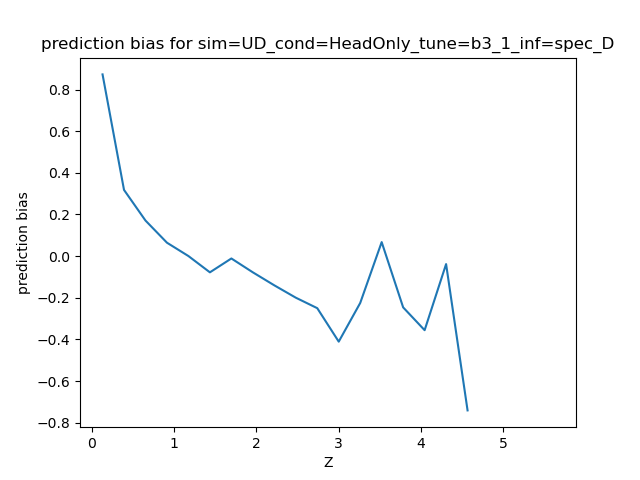 prediction bias for sim=UD_cond=HeadOnly_tune=b3_1_inf=spec_D
0.8
0.6
0.4
0.2
0.0
−0.2
−0.4
−0.6
−0.8
prediction bias
0 1 2 3 4 5
Z